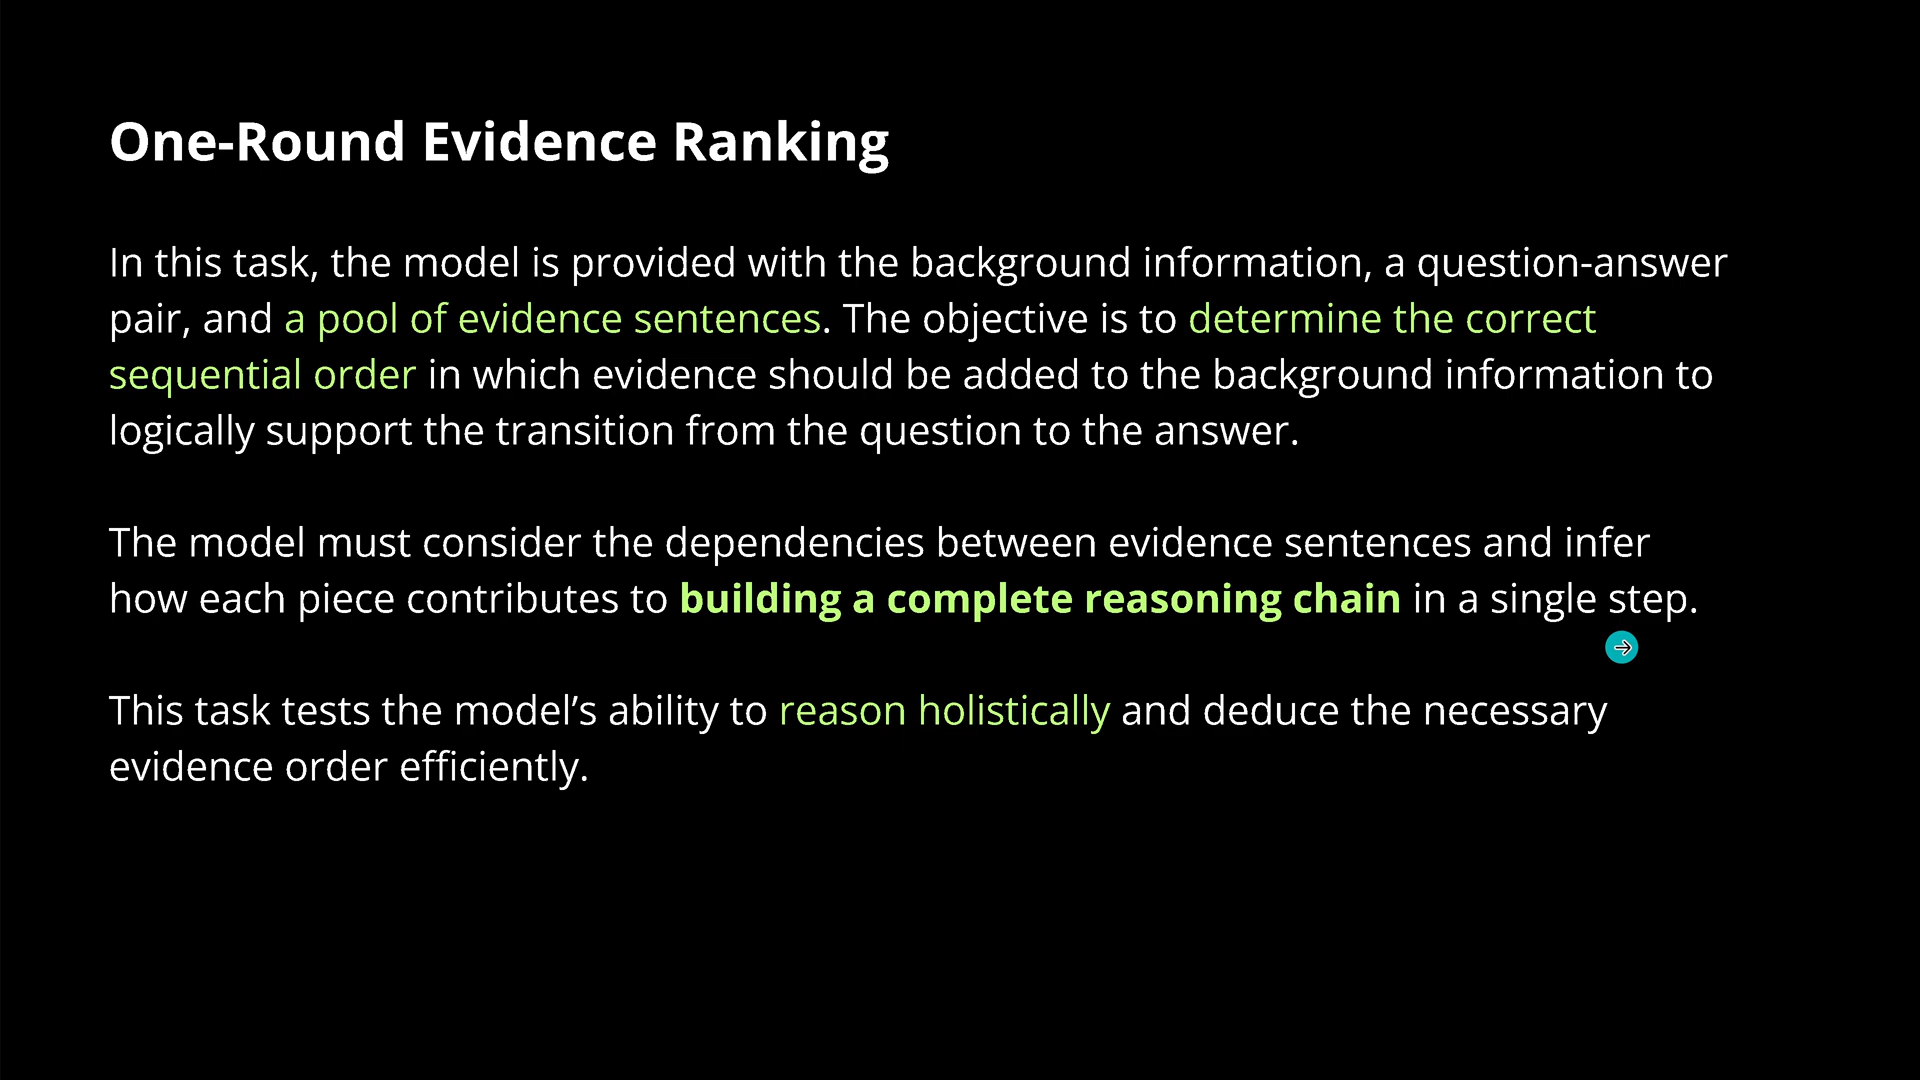 One-Round Evidence Ranking
In this task, the model is provided with the background information, a question-answer
pair, and a pool of evidence sentences. The objective is to determine the correct
sequential order in which evidence should be added to the background information to
logically support the transition from the question to the answer.
The model must consider the dependencies between evidence sentences and infer
how each piece contributes to building a complete reasoning chain in a single step.
This task tests the model’s ability to reason holistically and deduce the necessary
evidence order efficiently.